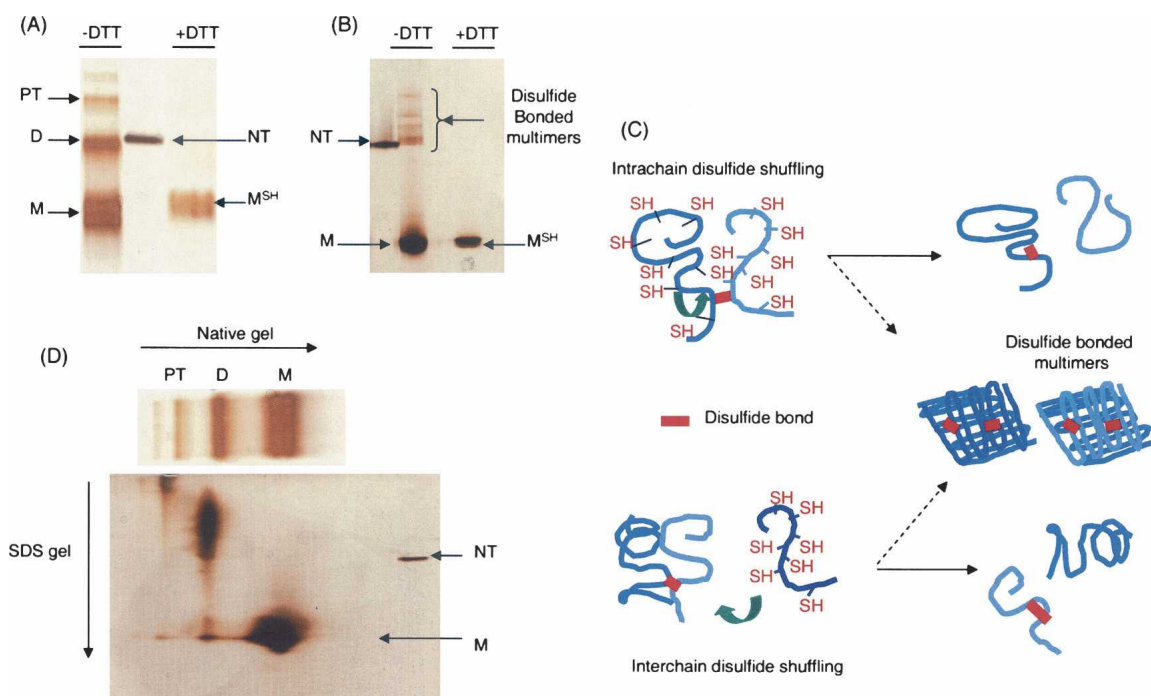 (A)
-DTT +DTT
PT
D
M
NT
M^SH
(B)
-DTT +DTT
NT
M
Disulfide
Bonded
multimers
M^SH
(C)
Intrachain disulfide shuffling
SH
SH
SH
SH
SH
SH
SH
SH
SH
SH
SH
SH
SH
SH
Disulfide bonded
multimers
Disulfide bond
SH
SH
SH
SH
SH
SH
SH
Interchain disulfide shuffling
(D)
Native gel
PT D M
SDS gel
NT
M